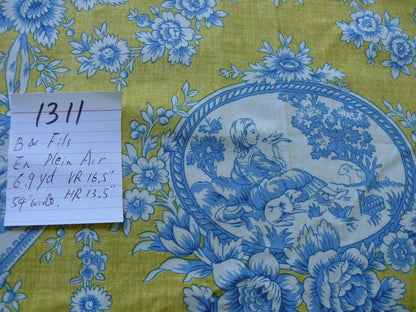 1311
B & Fils
En Plein Air
6.9 yd VR 16.5"
54" wide, HR 13.5"